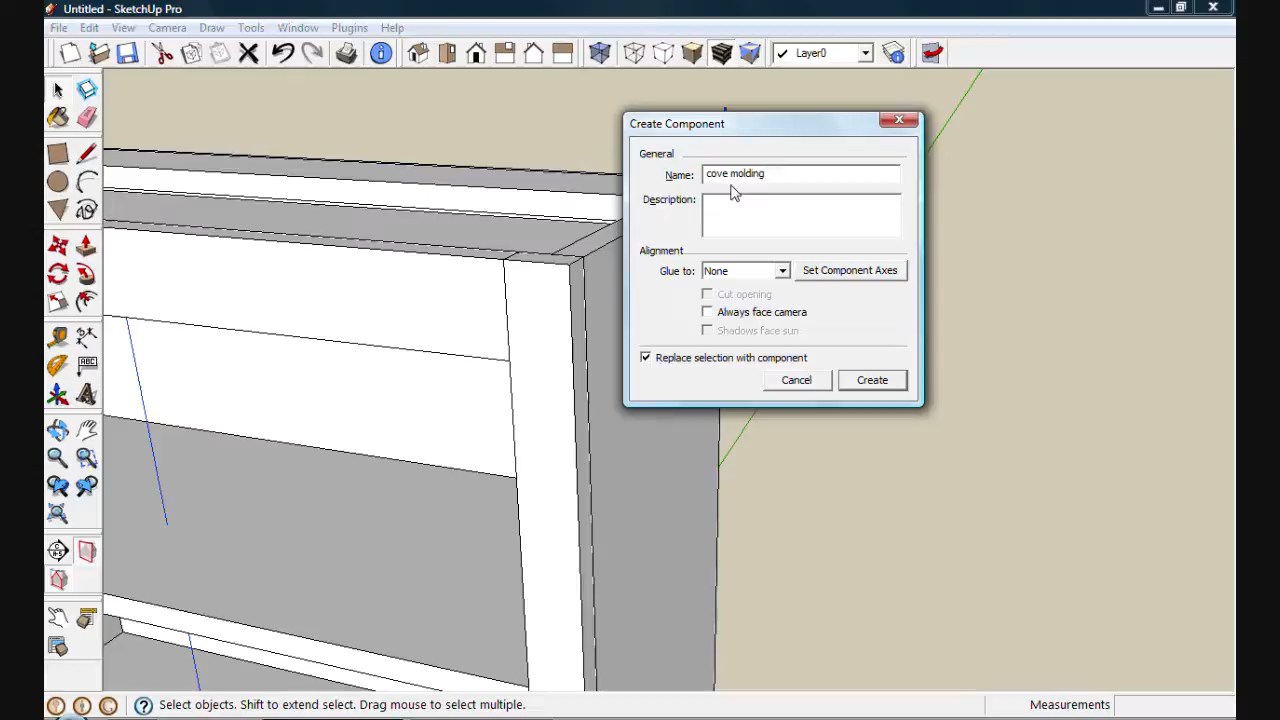 Untitled - SketchUp Pro
File Edit View Camera Draw Tools Window Plugins Help
Layer0
Create Component
General
Name: cove molding
Description:
Alignment
Glue to: None Set Component Axes
Cut opening
Always face camera
Shadows face sun
Replace selection with component
Cancel Create
ABC
Select objects. Shift to extend select. Drag mouse to select multiple. Measurements